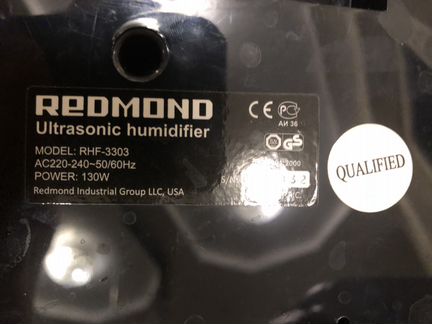 REDMOND
Ultrasonic humidifier
MODEL: RHF-3303
AC220-240~50/60Hz
POWER: 130W
Redmond Industrial Group LLC, USA
CE
АИ 36
GS
2000
QUALIFIED